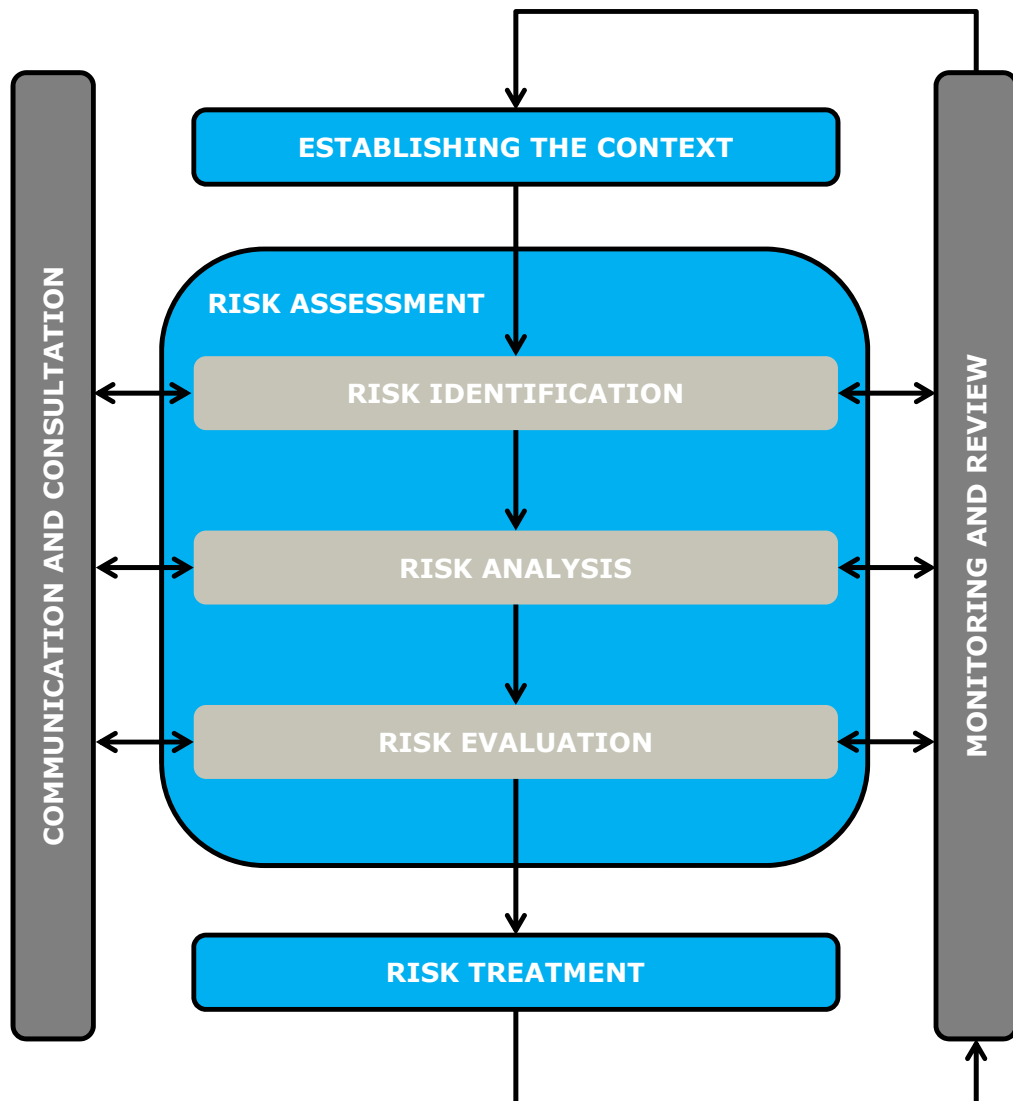 ESTABLISHING THE CONTEXT
RISK ASSESSMENT
RISK IDENTIFICATION
RISK ANALYSIS
RISK EVALUATION
RISK TREATMENT
COMMUNICATION AND CONSULTATION
MONITORING AND REVIEW